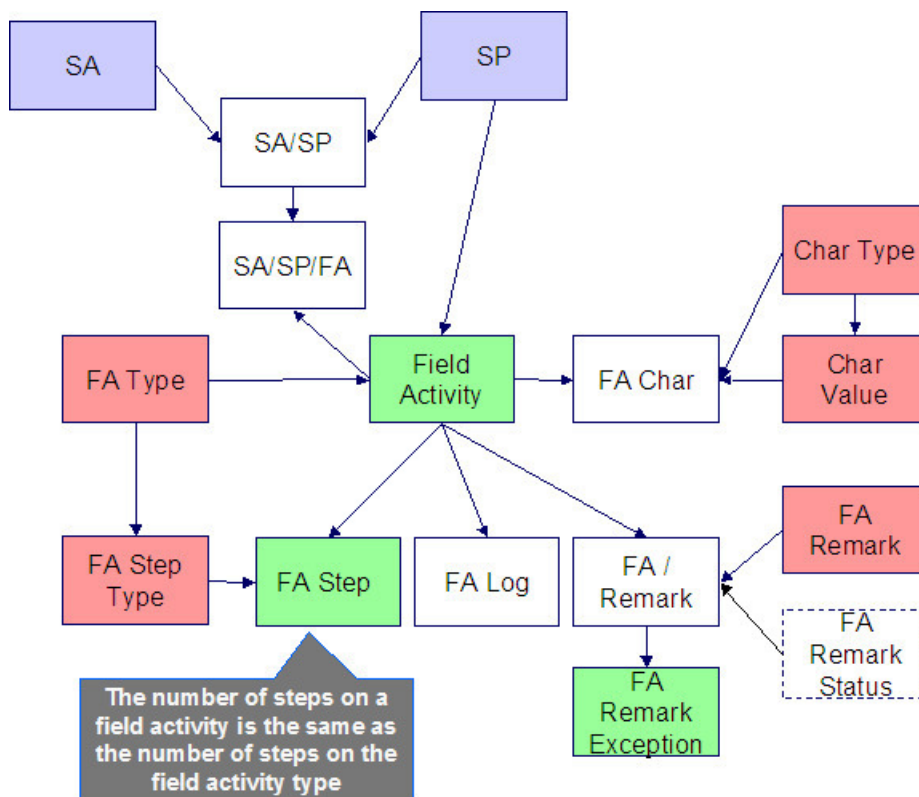 SA
SP
SA/SP
SA/SP/FA
Char Type
FA Type
Field
Activity
FA Char
Char
Value
FA Step
Type
FA Step
FA Log
FA /
Remark
FA
Remark
FA
Remark
Status
FA
Remark
Exception
The number of steps on a
field activity is the same as
the number of steps on the
field activity type